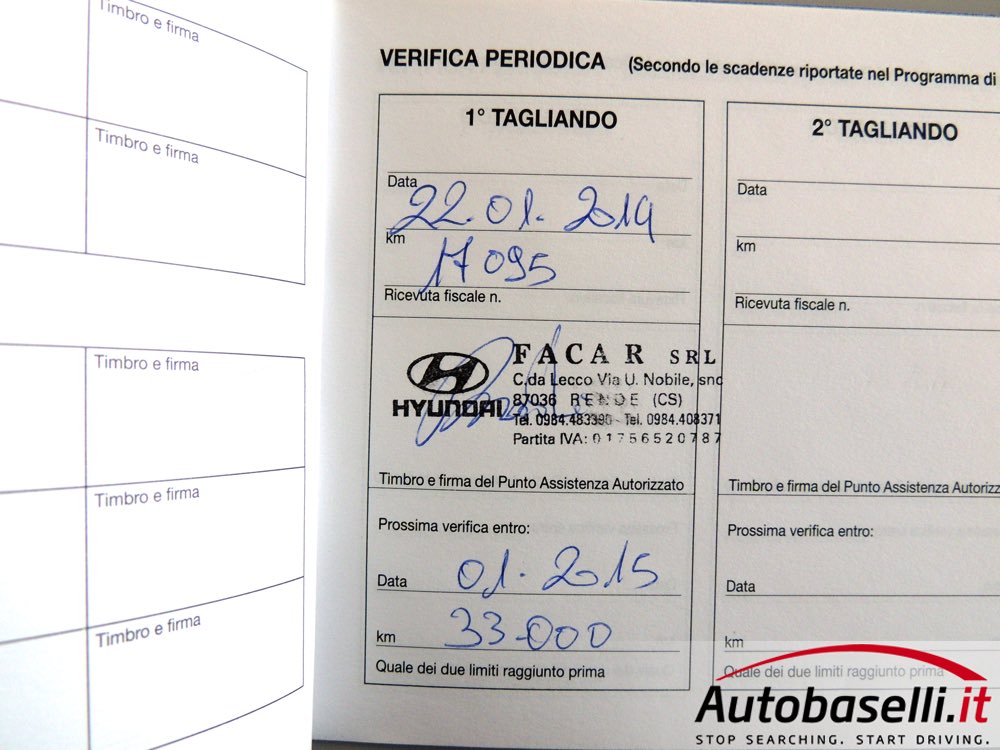 Timbro e firma
Timbro e firma
Timbro e firma
Timbro e firma
Timbro e firma
VERIFICA PERIODICA (Secondo le scadenze riportate nel Programma di
1° TAGLIANDO
Data 22.01.2014
km 17095
Ricevuta fiscale n.
HYUNDAI
FACAR SRL
C.da Lecco Via U. Nobile, snc
87036 RENDE (CS)
Tel. 0984.483390 - Tel. 0984.408371
Partita IVA: 01756520787
Timbro e firma del Punto Assistenza Autorizzato
Prossima verifica entro:
Data 01.2015
km 33.000
Quale dei due limiti raggiunto prima
2° TAGLIANDO
Data
km
Ricevuta fiscale n.
Timbro e firma del Punto Assistenza Autorizz
Prossima verifica entro:
Data
km
Quale dei due limiti raggiunto prima
Autobaselli.it
STOP SEARCHING. START DRIVING.